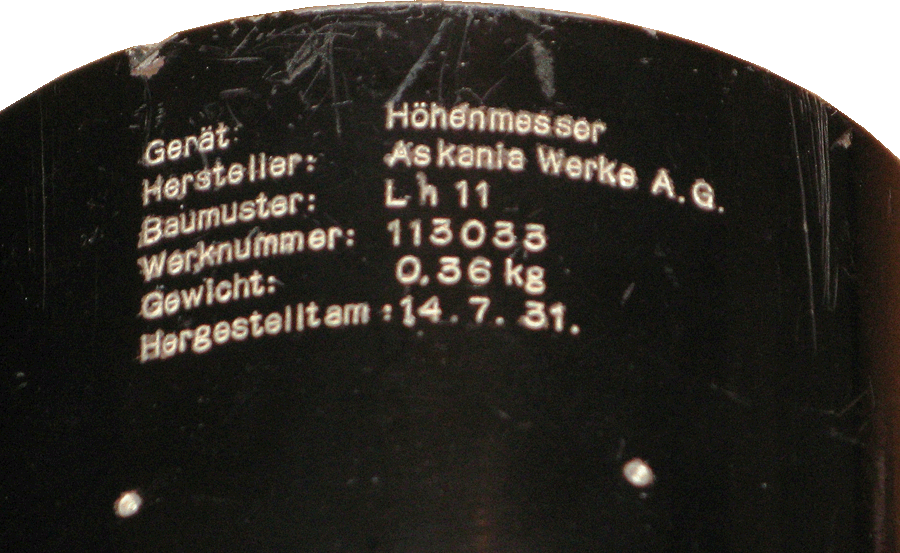 Gerät: Höhenmesser
Hersteller: Askania Werke A.G.
Baumuster: Lh 11
Werknummer: 113033
Gewicht: 0,36 kg
Hergestellt am: 14.7.31.